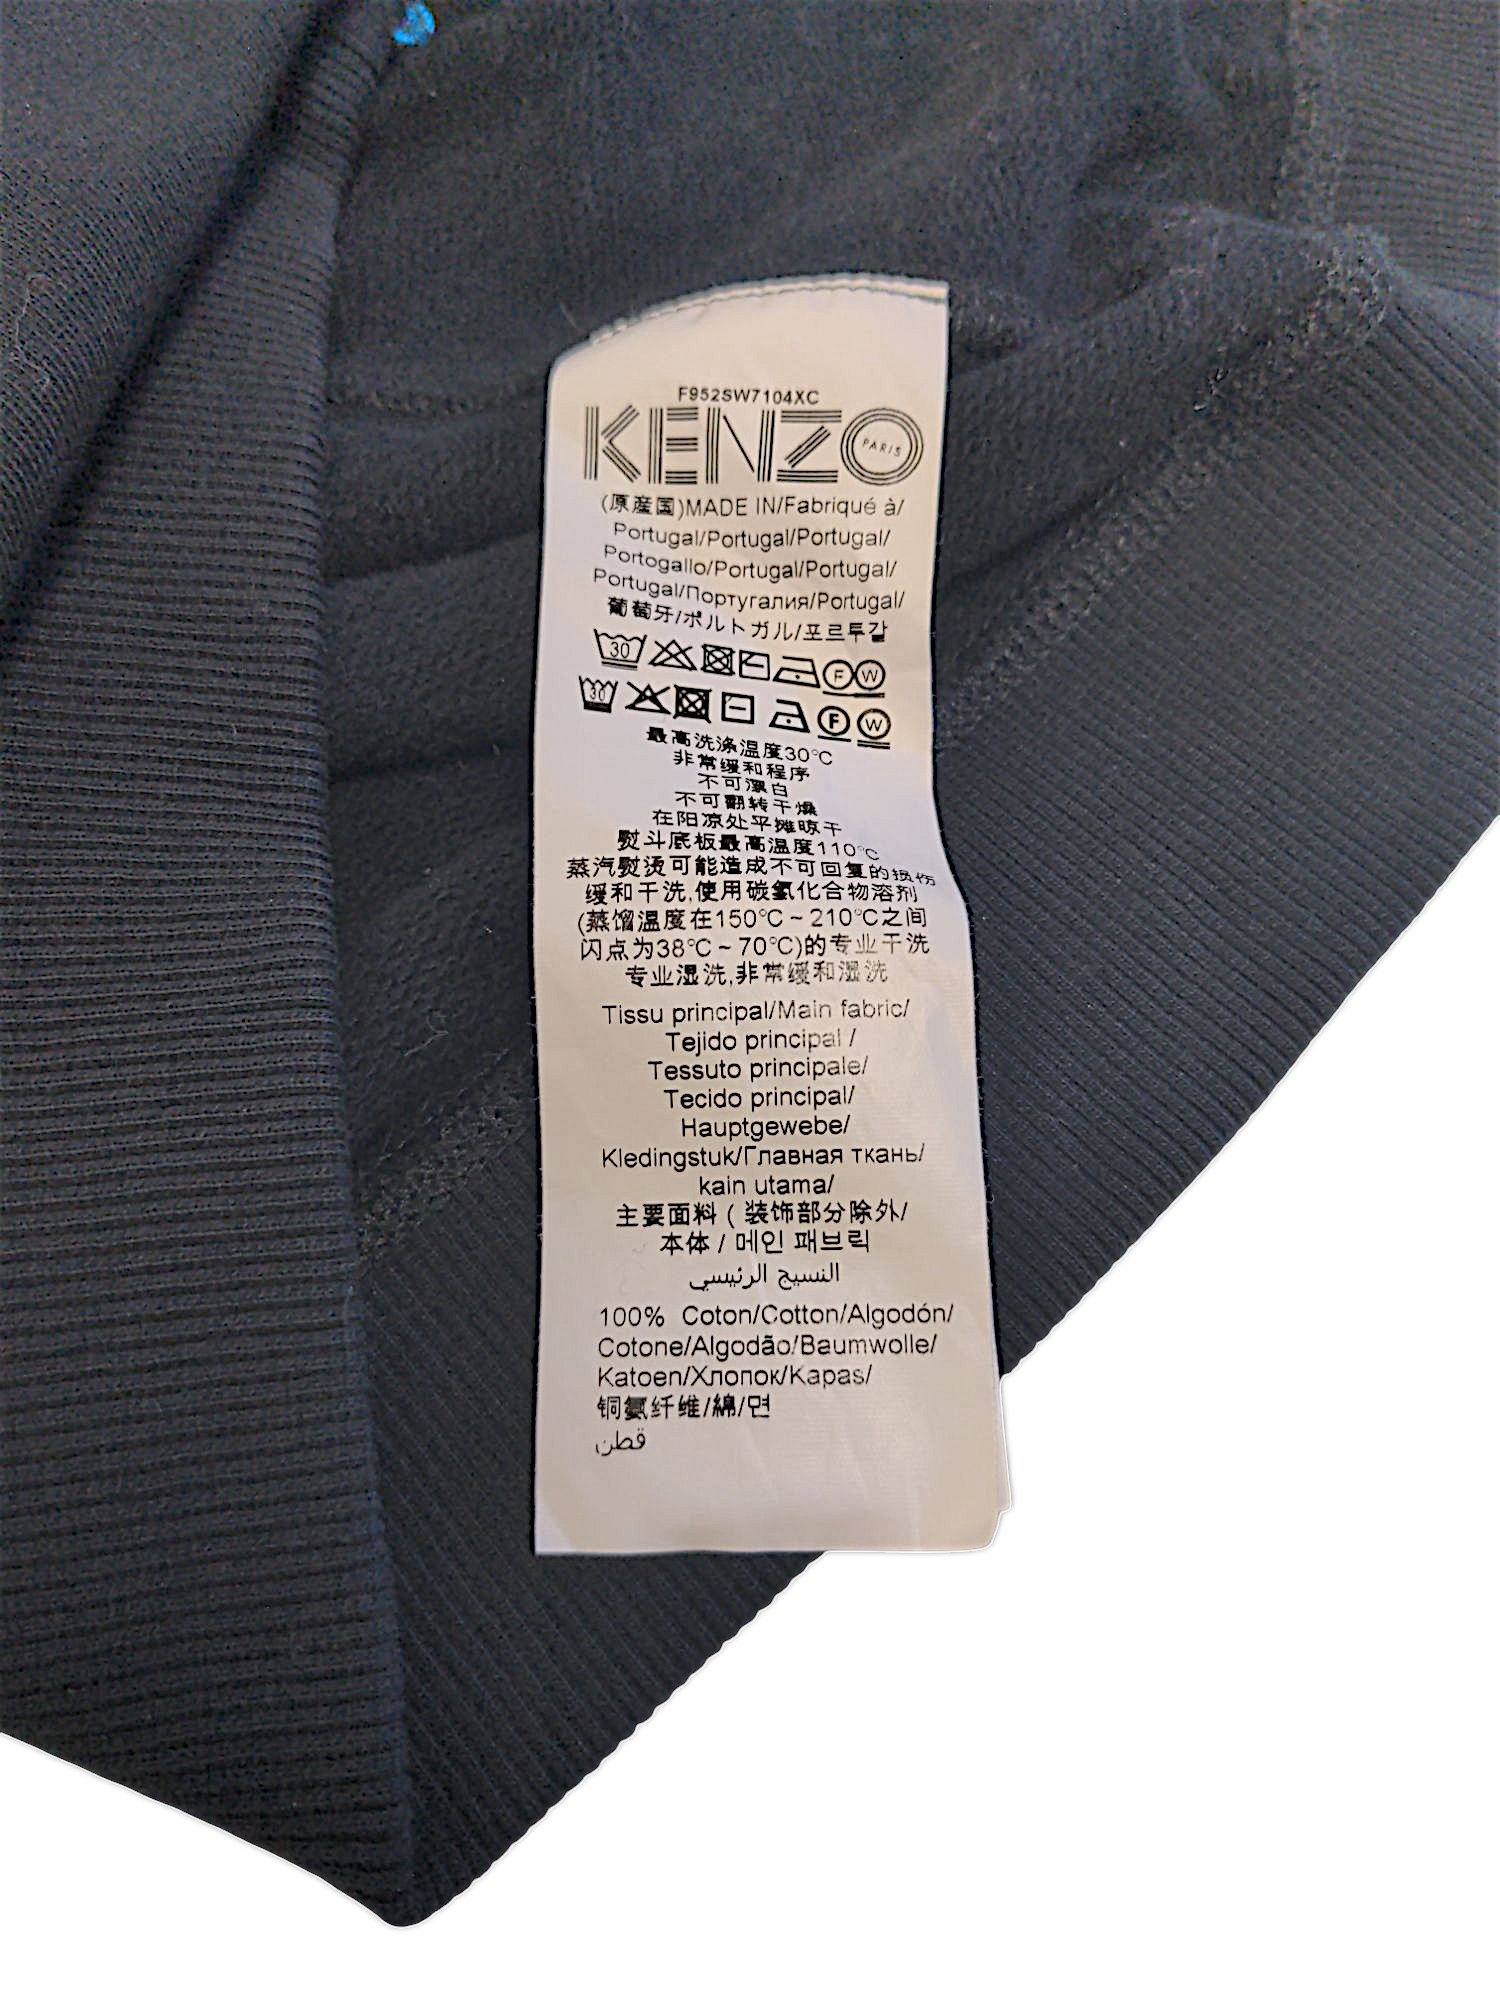 F952SW7104XC
KENZO PARIS
(原産国)MADE IN/Fabriqué à/
Portugal/Portugal/Portugal/
Portogallo/Portugal/Portugal/
Portugal/Португалия/Portugal/
葡萄牙/ポルトガル/포르투갈
30 F W
30 F W
最高洗涤温度30°C
非常缓和程序
不可漂白
不可翻转干燥
在阳凉处平摊晾干
熨斗底板最高温度110°C
蒸汽熨烫可能造成不可回复的损伤
缓和干洗,使用碳氢化合物溶剂
(蒸馏温度在150°C ~ 210°C之间
闪点为38°C ~ 70°C)的专业干洗
专业湿洗,非常缓和湿洗
Tissu principal/Main fabric/
Tejido principal /
Tessuto principale/
Tecido principal/
Hauptgewebe/
Kledingstuk/Главная ткань/
kain utama/
主要面料 ( 装饰部分除外/
本体 / 메인 패브릭
النسيج الرئيسي
100% Coton/Cotton/Algodón/
Cotone/Algodão/Baumwolle/
Katoen/Хлопок/Kapas/
铜氨纤维/綿/면
قطن